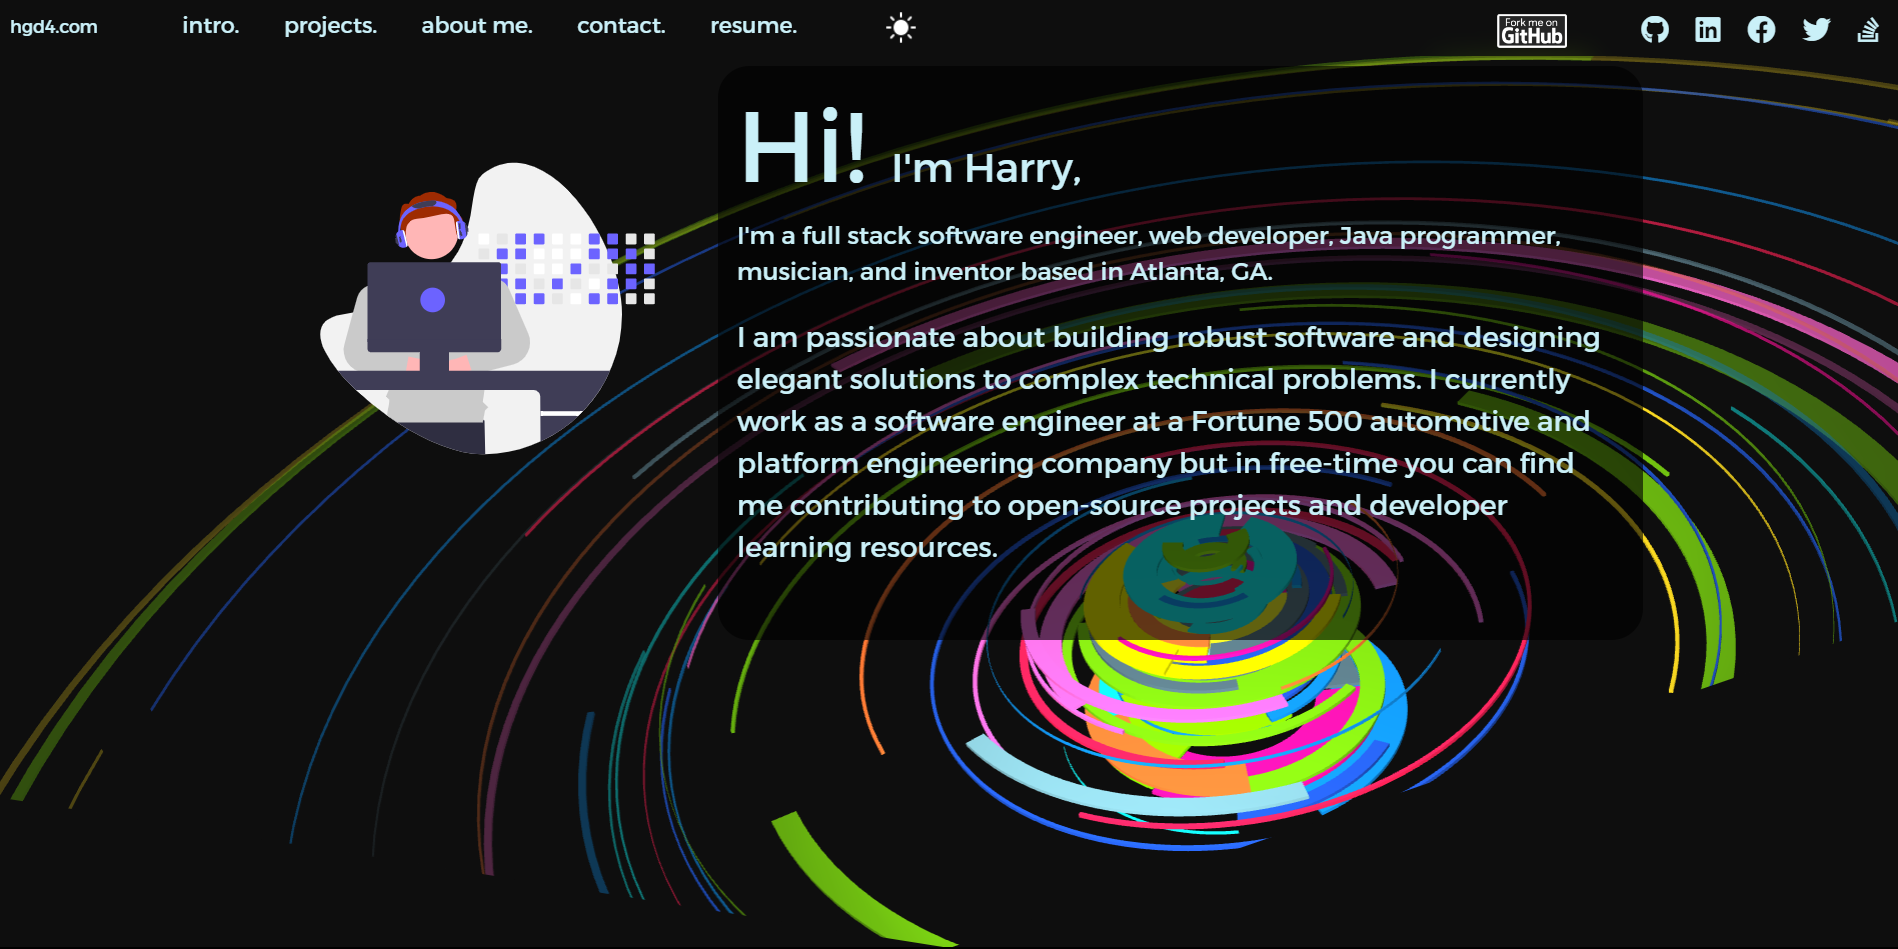 hgd4.com
intro. projects. about me. contact. resume.
Fork me on
GitHub
Hi! I'm Harry,
I'm a full stack software engineer, web developer, Java programmer,
musician, and inventor based in Atlanta, GA.
I am passionate about building robust software and designing
elegant solutions to complex technical problems. I currently
work as a software engineer at a Fortune 500 automotive and
platform engineering company but in free-time you can find
me contributing to open-source projects and developer
learning resources.